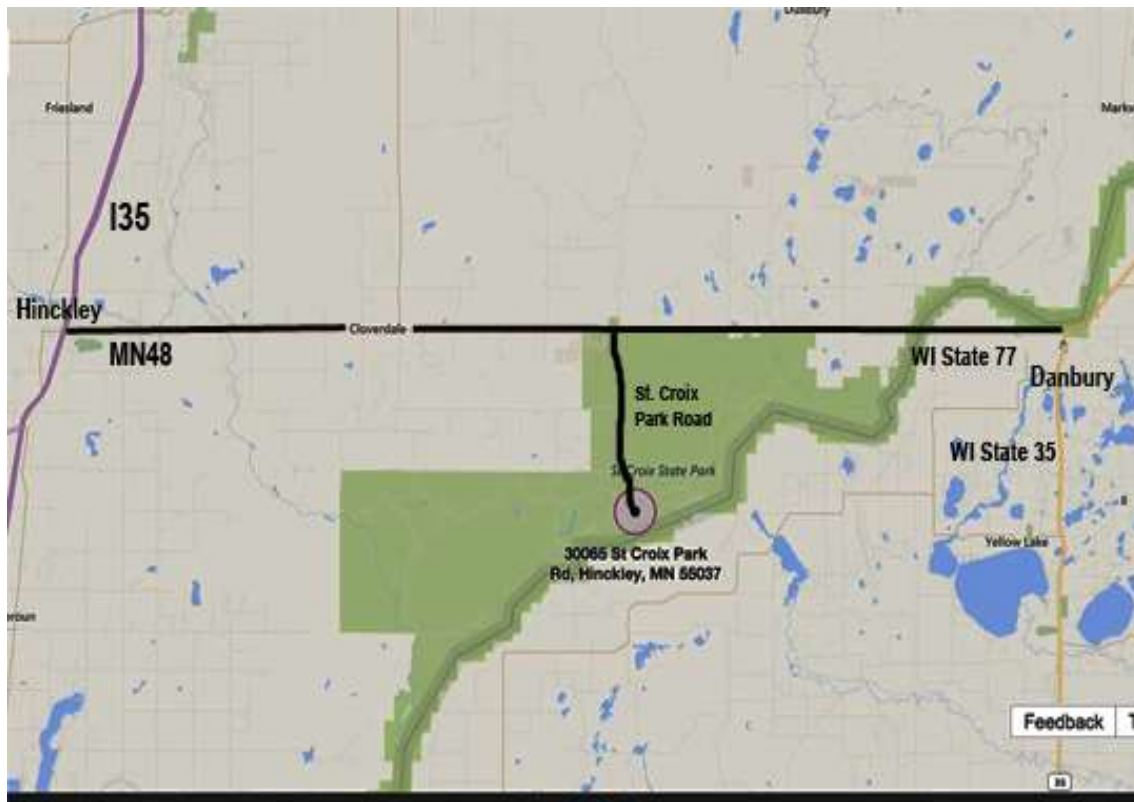 Friesland
I35
Hinckley
Cloverdale
MN48
WI State 77
Danbury
St. Croix
Park Road
WI State 35
St Croix State Park
30065 St Croix Park
Rd, Hinckley, MN 55037
Yellow Lake
Feedback
35